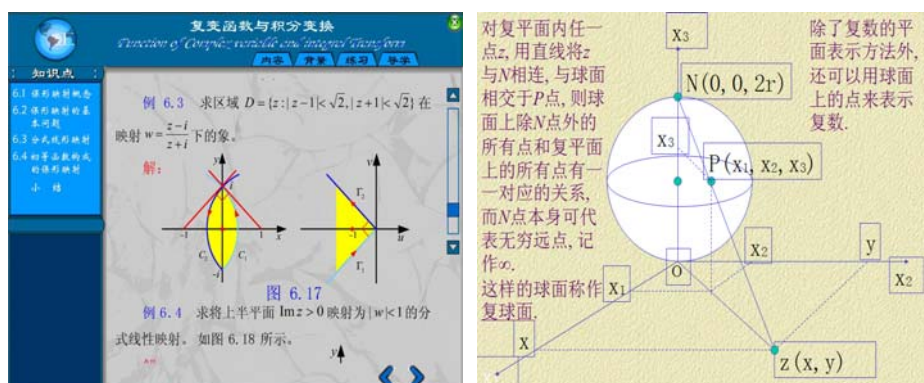 复变函数与积分变换
Function of Complex variable and integral Transform
内容 背景 练习 导学
知识点
6.1 保形映射概念
6.2 保形映射的基
本问题
6.3 分式线形映射
6.4 初等函数构成
的保形映射
小 结
例 6.3 求区域 D={z:|z-1|<√2,|z+1|<√2} 在
映射 w=(z-i)/(z+i) 下的象。
解:
y
i
-1
1
x
C₂
C₁
-i
v
Γ₂
-1
u
Γ₁
图 6.17
例 6.4 求将上半平面 Im z>0 映射为 |w|<1 的分
式线性映射。 如图 6.18 所示。
y
对复平面内任一
点z, 用直线将z
与N相连, 与球面
相交于P点, 则球
面上除N点外的
所有点和复平面
上的所有点有一
一对应的关系,
而N点本身可代
表无穷远点, 记
作∞.
这样的球面称作
复球面.
除了复数的平
面表示方法外,
还可以用球面
上的点来表示
复数.
x₃
N(0,0,2r)
x₃
P(x₁,x₂,x₃)
O
x₂
y
x₂
x₁
x
z(x,y)